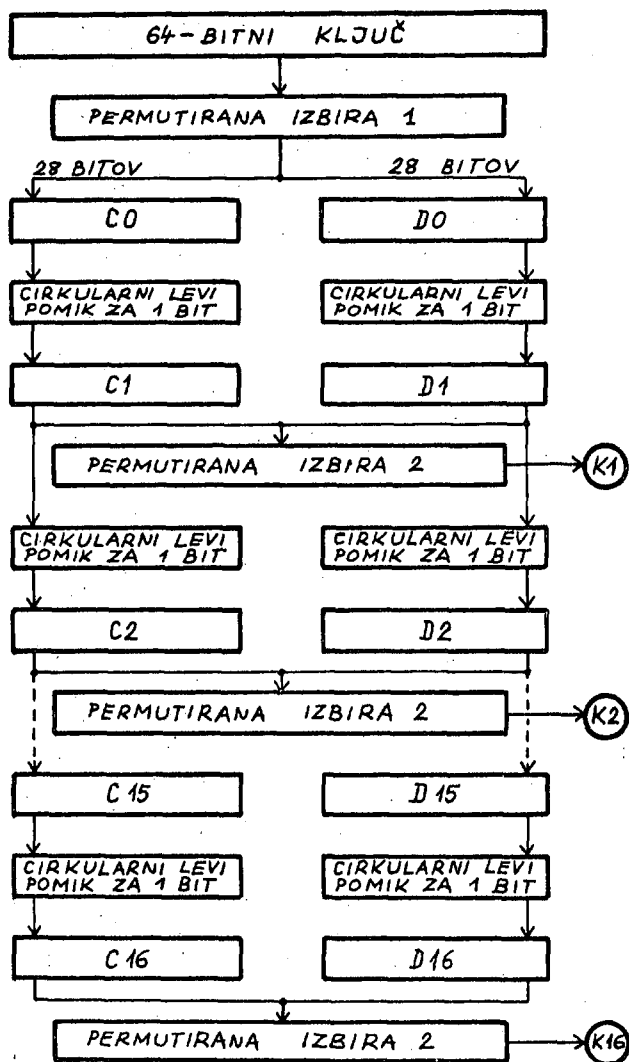 64-BITNI KLJUČ
PERMUTIRANA IZBIRA 1
28 BITOV
28 BITOV
C0
D0
CIRKULARNI LEVI
POMIK ZA 1 BIT
CIRKULARNI LEVI
POMIK ZA 1 BIT
C1
D1
PERMUTIRANA IZBIRA 2
K1
CIRKULARNI LEVI
POMIK ZA 1 BIT
CIRKULARNI LEVI
POMIK ZA 1 BIT
C2
D2
PERMUTIRANA IZBIRA 2
K2
C15
D15
CIRKULARNI LEVI
POMIK ZA 1 BIT
CIRKULARNI LEVI
POMIK ZA 1 BIT
C16
D16
PERMUTIRANA IZBIRA 2
K16